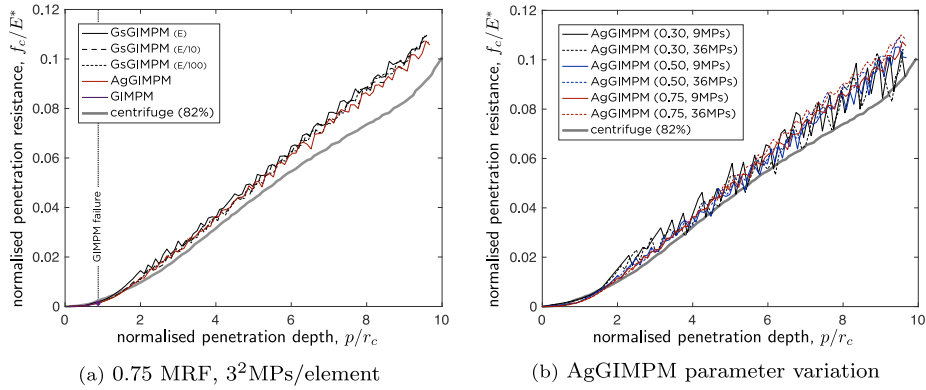 normalised penetration resistance, f_c/E*
0.12
0.1
0.08
0.06
0.04
0.02
0
GsGIMPM (E)
GsGIMPM (E/10)
GsGIMPM (E/100)
AgGIMPM
GIMPM
centrifuge (82%)
GIMPM failure
0 2 4 6 8 10
normalised penetration depth, p/r_c
(a) 0.75 MRF, 3²MPs/element
normalised penetration resistance, f_c/E*
0.12
0.1
0.08
0.06
0.04
0.02
0
AgGIMPM (0.30, 9MPs)
AgGIMPM (0.30, 36MPs)
AgGIMPM (0.50, 9MPs)
AgGIMPM (0.50, 36MPs)
AgGIMPM (0.75, 9MPs)
AgGIMPM (0.75, 36MPs)
centrifuge (82%)
0 2 4 6 8 10
normalised penetration depth, p/r_c
(b) AgGIMPM parameter variation